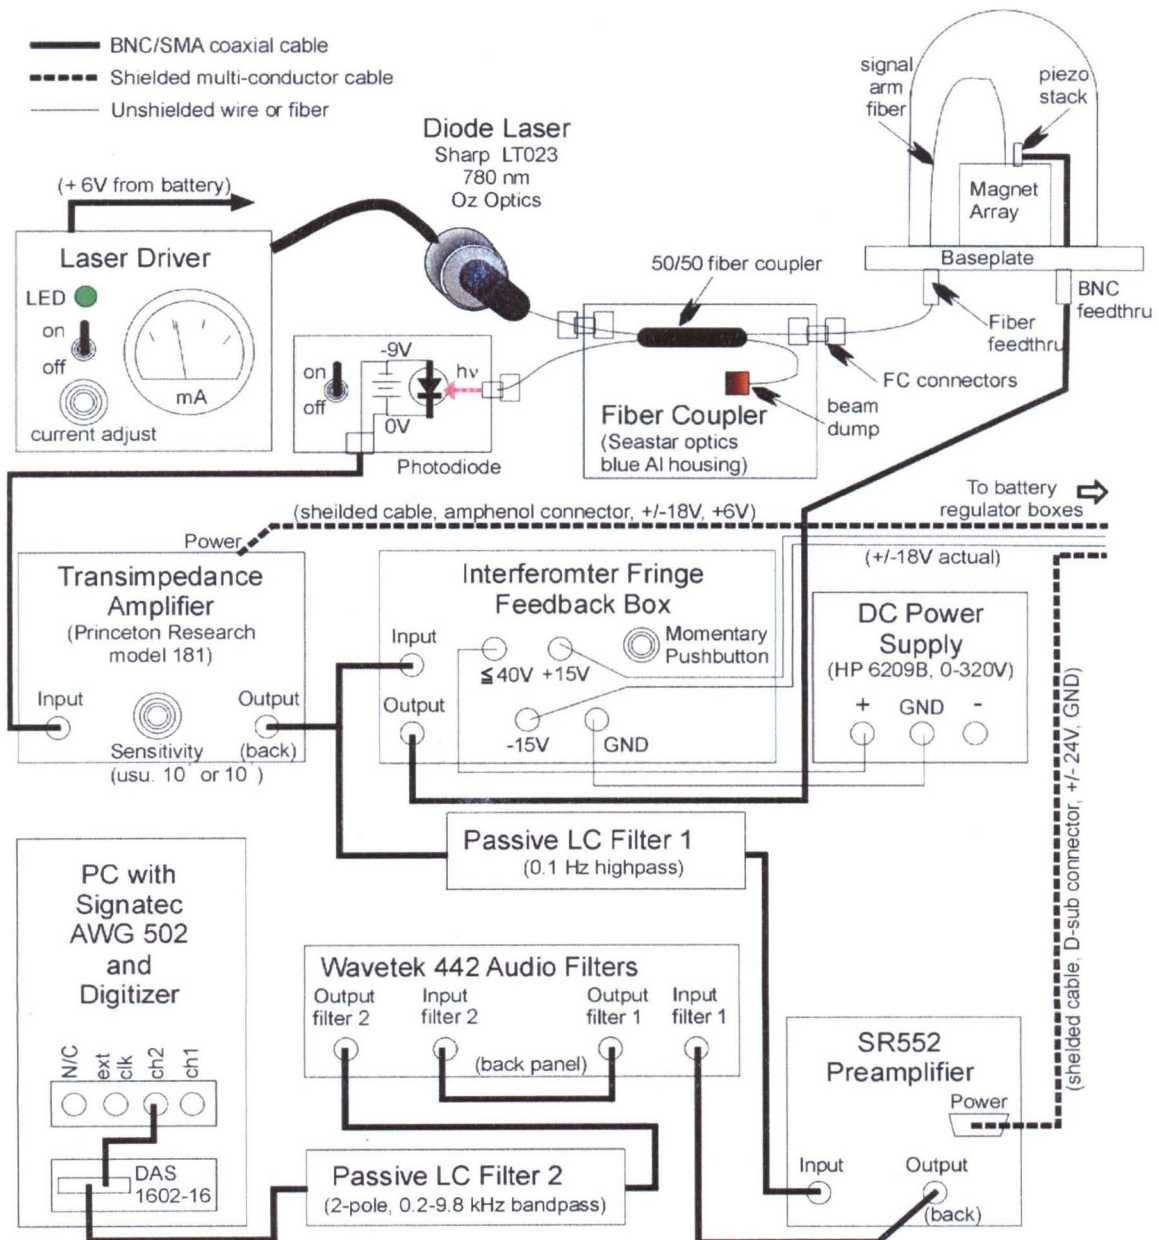 BNC/SMA coaxial cable
Shielded multi-conductor cable
Unshielded wire or fiber
Diode Laser
Sharp LT023
780 nm
Oz Optics
signal
arm
fiber
piezo
stack
Magnet
Array
Baseplate
BNC
feedthru
Fiber
feedthru
(+ 6V from battery)
Laser Driver
LED
on
off
mA
current adjust
on
off
-9V
0V
hν
Photodiode
50/50 fiber coupler
FC connectors
beam
dump
Fiber Coupler
(Seastar optics
blue Al housing)
To battery
regulator boxes
(sheilded cable, amphenol connector, +/-18V, +6V)
Power
(+/-18V actual)
Transimpedance
Amplifier
(Princeton Research
model 181)
Input
Output
Sensitivity
(back)
(usu. 10 or 10 )
Interferomter Fringe
Feedback Box
Input
Momentary
Pushbutton
≦40V +15V
Output
-15V
GND
DC Power
Supply
(HP 6209B, 0-320V)
+ GND -
(shelded cable, D-sub connector, +/- 24V, GND)
Passive LC Filter 1
(0.1 Hz highpass)
PC with
Signatec
AWG 502
and
Digitizer
N/C
ext
clk
ch2
ch1
DAS
1602-16
Wavetek 442 Audio Filters
Output
filter 2
Input
filter 2
Output
filter 1
Input
filter 1
(back panel)
SR552
Preamplifier
Power
Input
Output
(back)
Passive LC Filter 2
(2-pole, 0.2-9.8 kHz bandpass)